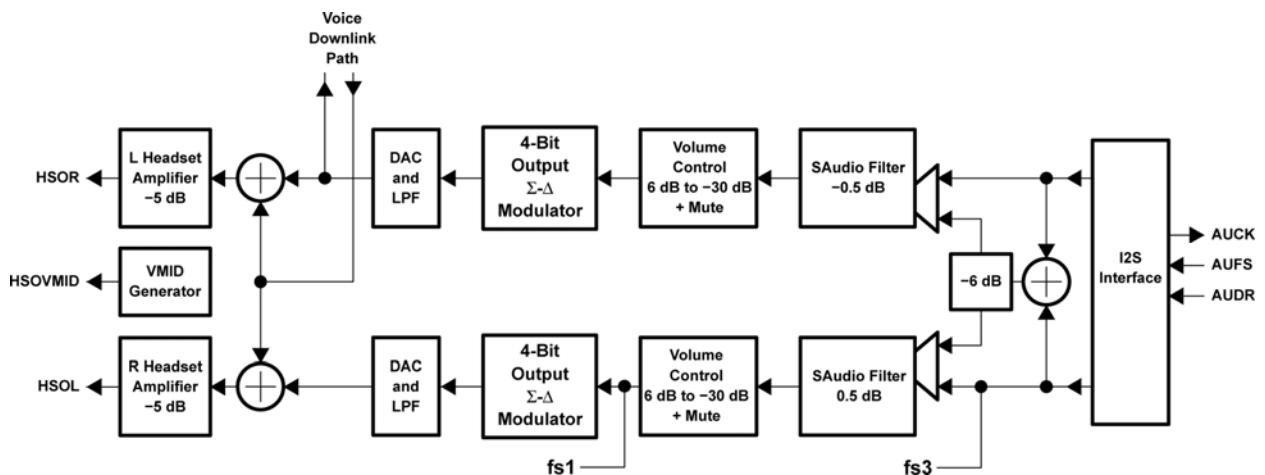 Voice
Downlink
Path
HSOR
L Headset
Amplifier
−5 dB
DAC
and
LPF
4-Bit
Output
Σ-Δ
Modulator
Volume
Control
6 dB to −30 dB
+ Mute
SAudio Filter
−0.5 dB
HSOVMID
VMID
Generator
−6 dB
I2S
Interface
AUCK
AUFS
AUDR
HSOL
R Headset
Amplifier
−5 dB
DAC
and
LPF
4-Bit
Output
Σ-Δ
Modulator
Volume
Control
6 dB to −30 dB
+ Mute
SAudio Filter
0.5 dB
fs1
fs3